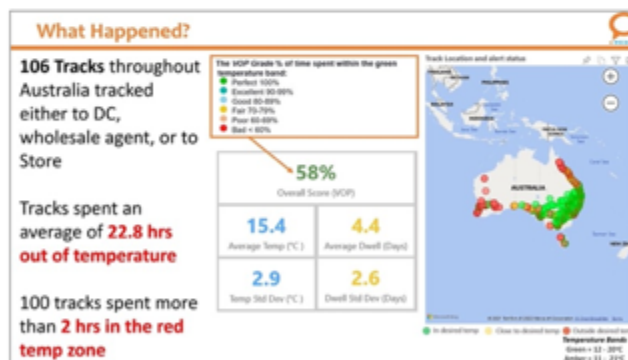 What Happened?
106 Tracks throughout
Australia tracked
either to DC,
wholesale agent, or to
Store
Tracks spent an
average of 22.8 hrs
out of temperature
100 tracks spent more
than 2 hrs in the red
temp zone
The VOP Grade % of time spent within the green
temperature band:
Perfect 100%
Excellent 90-99%
Good 80-89%
Fair 70-79%
Poor 60-69%
Bad < 60%
58%
Overall Score (VOP)
15.4
Average Temp (°C )
4.4
Average Dwell (Days)
2.9
Temp Std Dev (°C )
2.6
Dwell Std Dev (Days)
Track Location and alert status
PHILIPPINES
MALAYSIA
AUSTRALIA
In desired temp
Close to desired temp
Outside desired
Temperature Bands
Green = 12 - 20°C